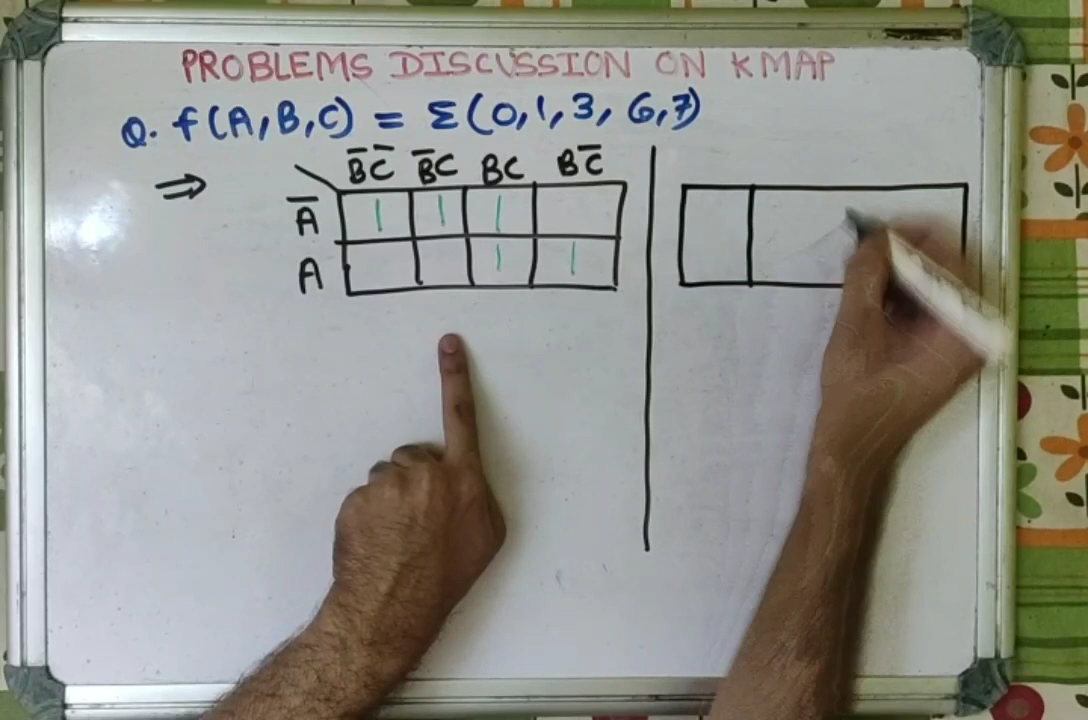 PROBLEMS DISCUSSION ON KMAP
Q. f(A,B,C) = Σ(0,1,3,6,7)
⇒ B̅C̅ B̅C BC BC̅
A̅ 1 1 1
A 1 1